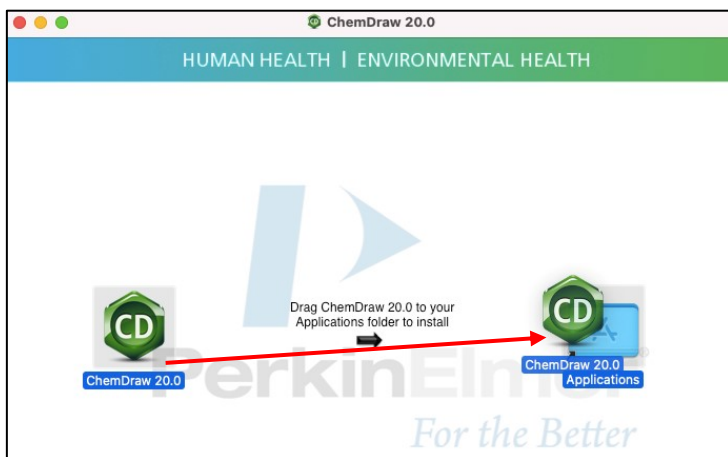 ChemDraw 20.0
HUMAN HEALTH | ENVIRONMENTAL HEALTH
Drag ChemDraw 20.0 to your
Applications folder to install
CD
ChemDraw 20.0
CD
ChemDraw 20.0
Applications
PerkinElmer®
For the Better